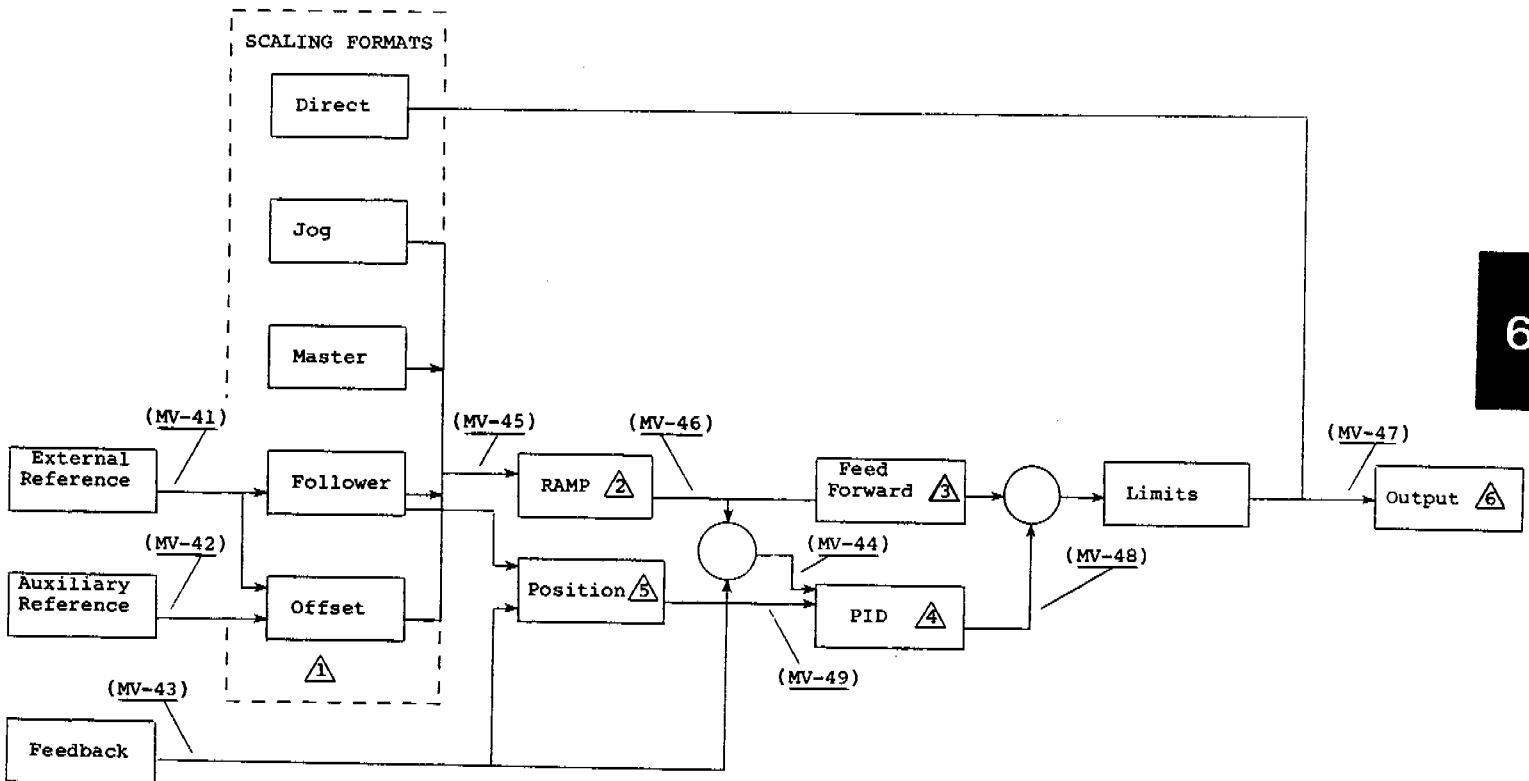 SCALING FORMATS
Direct
Jog
Master
(MV-41)
(MV-45)
(MV-46)
(MV-47)
External
Reference
Follower
RAMP 2
Feed
Forward 3
Limits
Output 6
(MV-42)
(MV-44)
(MV-48)
Auxiliary
Reference
Offset
Position 5
PID 4
1
(MV-43)
(MV-49)
Feedback
6